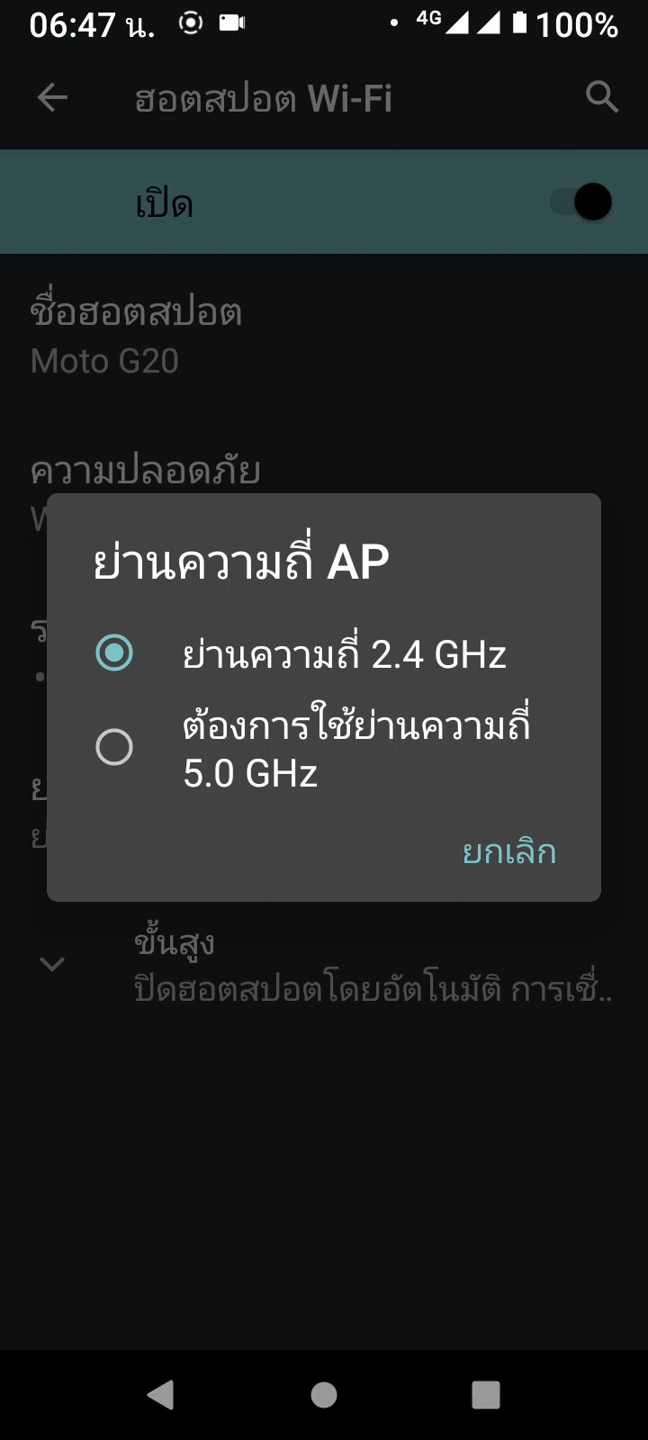 06:47 น.
4G
100%
ฮอตสปอต Wi-Fi
เปิด
ชื่อฮอตสปอต
Moto G20
ความปลอดภัย
ย่านความถี่ AP
ย่านความถี่ 2.4 GHz
ต้องการใช้ย่านความถี่
5.0 GHz
ยกเลิก
ขั้นสูง
ปิดฮอตสปอตโดยอัตโนมัติ การเชื่..